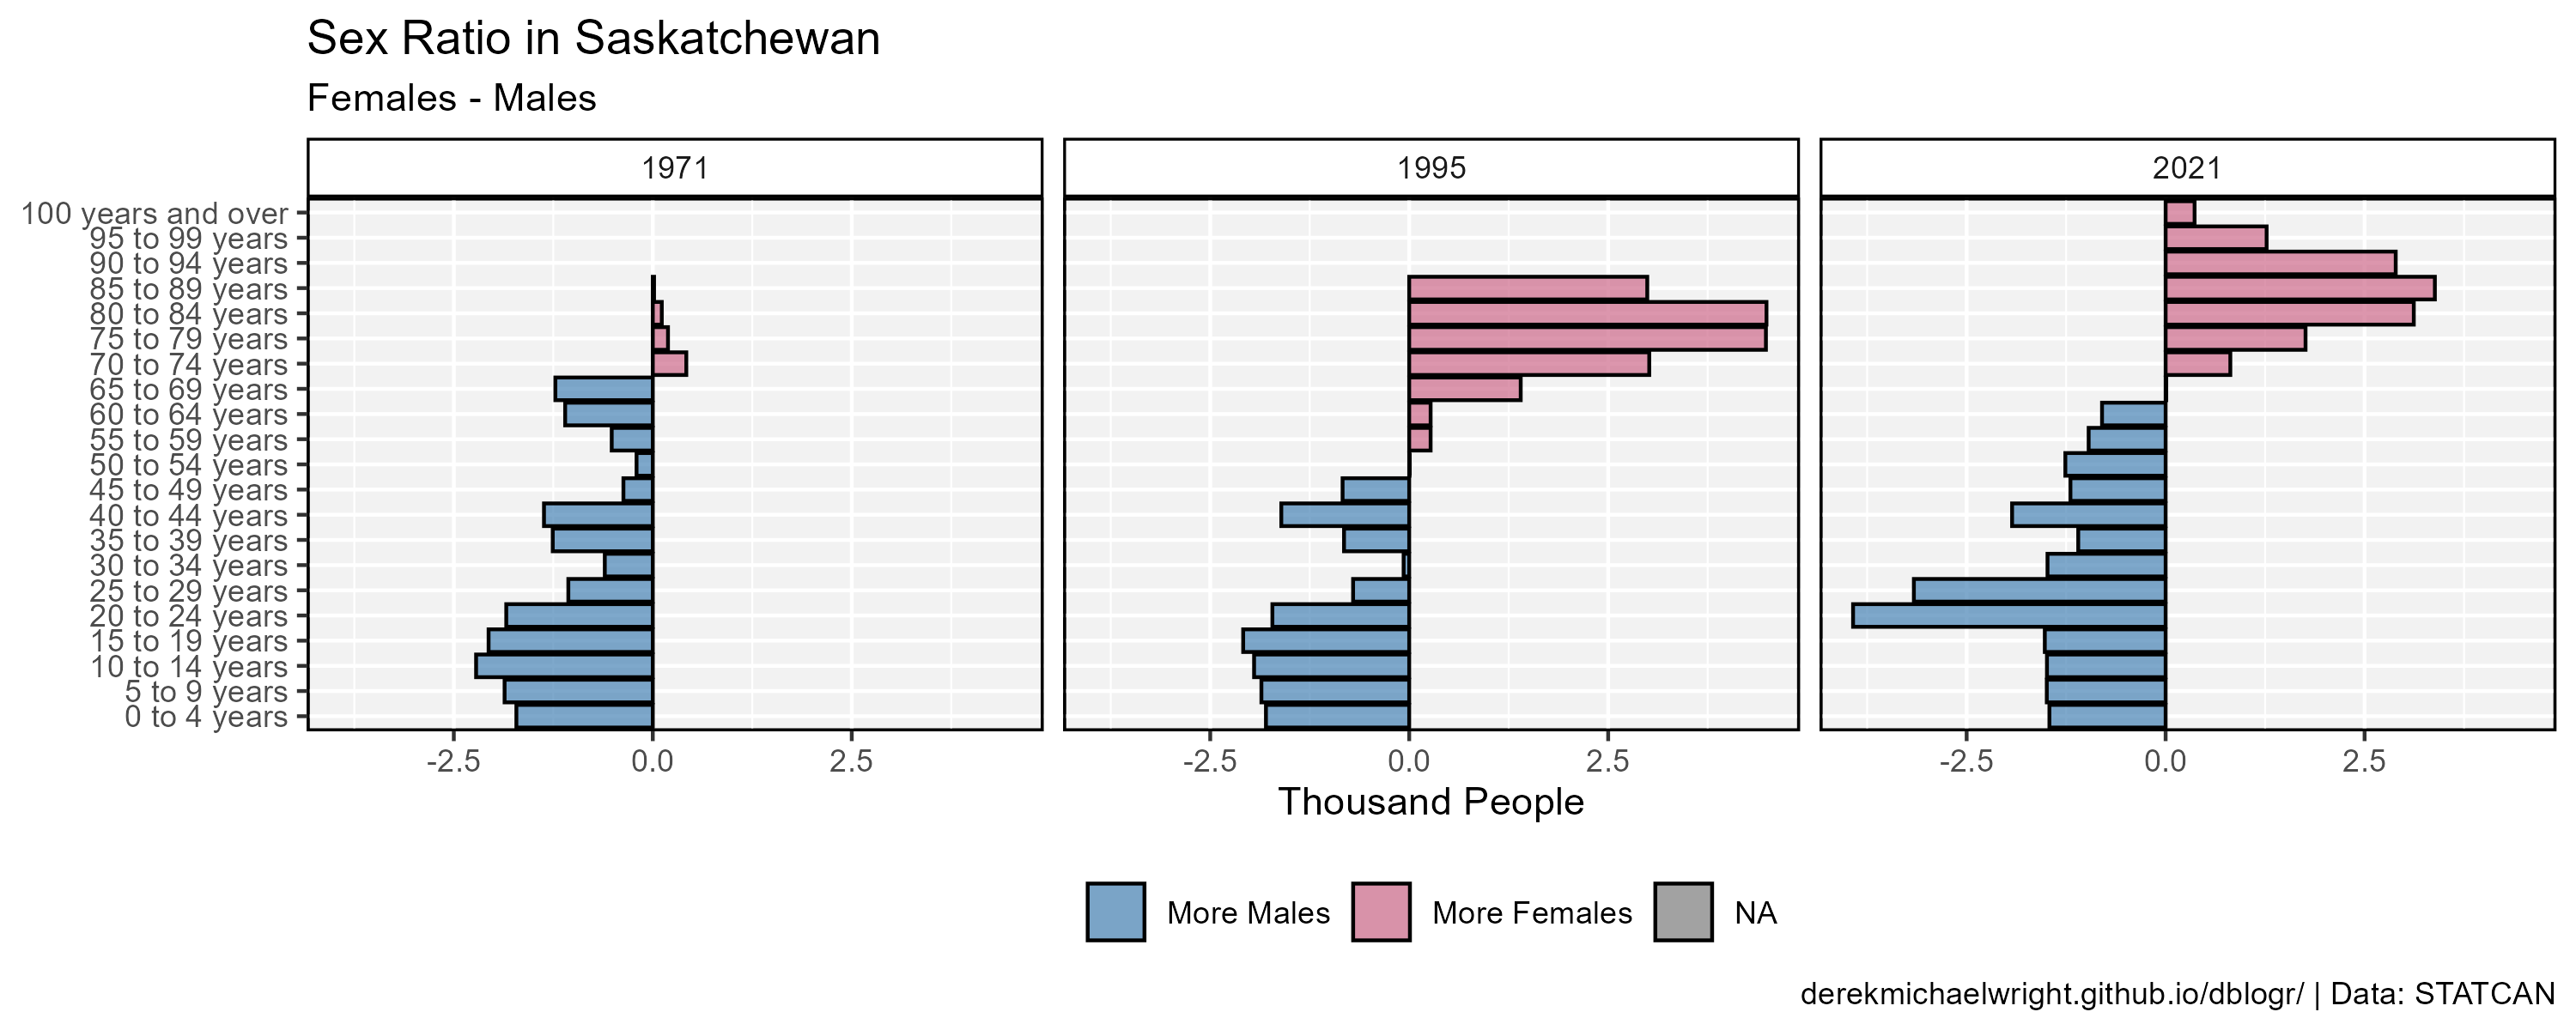 Sex Ratio in Saskatchewan
Females - Males
1971
1995
2021
100 years and over
95 to 99 years
90 to 94 years
85 to 89 years
80 to 84 years
75 to 79 years
70 to 74 years
65 to 69 years
60 to 64 years
55 to 59 years
50 to 54 years
45 to 49 years
40 to 44 years
35 to 39 years
30 to 34 years
25 to 29 years
20 to 24 years
15 to 19 years
10 to 14 years
5 to 9 years
0 to 4 years
-2.5 0.0 2.5
-2.5 0.0 2.5
-2.5 0.0 2.5
Thousand People
More Males More Females NA
derekmichaelwright.github.io/dblogr/ | Data: STATCAN